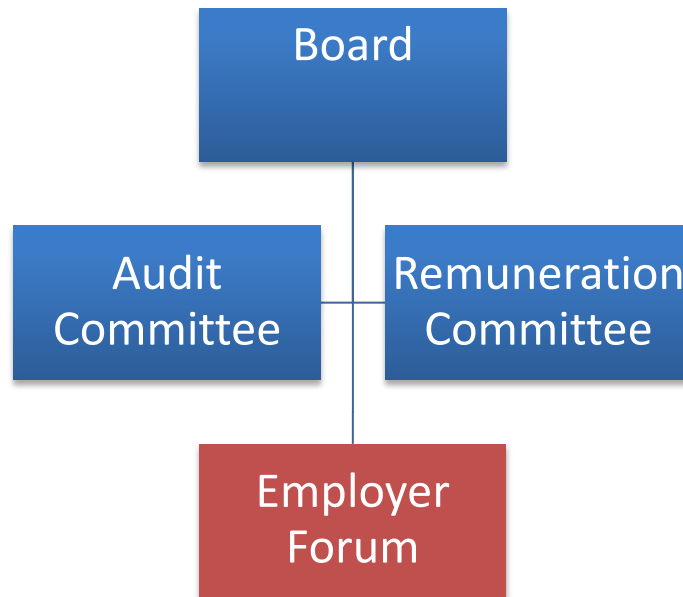 Board
Audit
Committee
Remuneration
Committee
Employer
Forum